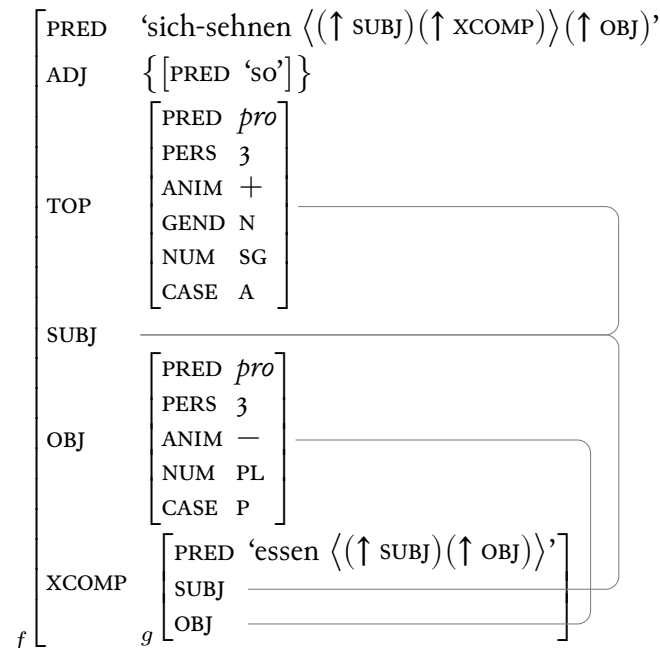 PRED ‘sich-sehnen ⟨(↑ SUBJ)(↑ XCOMP)⟩(↑ OBJ)’
ADJ {[PRED ‘SO’]}
TOP
PRED pro
PERS 3
ANIM +
GEND N
NUM SG
CASE A
SUBJ
OBJ
PRED pro
PERS 3
ANIM −
NUM PL
CASE P
XCOMP
PRED ‘essen ⟨(↑ SUBJ)(↑ OBJ)⟩’
SUBJ
OBJ
f
g